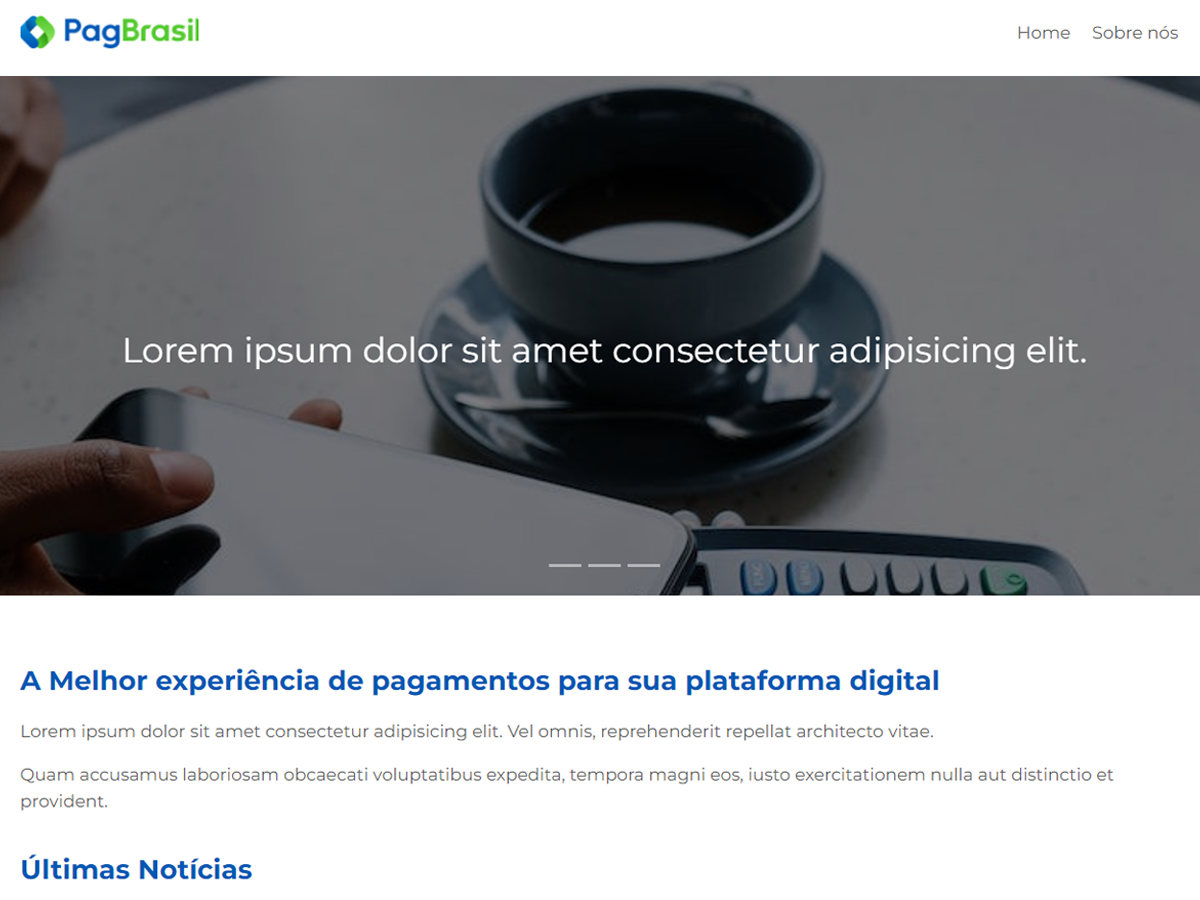 PagBrasil
Home Sobre nós
Lorem ipsum dolor sit amet consectetur adipisicing elit.
A Melhor experiência de pagamentos para sua plataforma digital
Lorem ipsum dolor sit amet consectetur adipisicing elit. Vel omnis, reprehenderit repellat architecto vitae.
Quam accusamus laboriosam obcaecati voluptatibus expedita, tempora magni eos, iusto exercitationem nulla aut distinctio et
provident.
Últimas Notícias